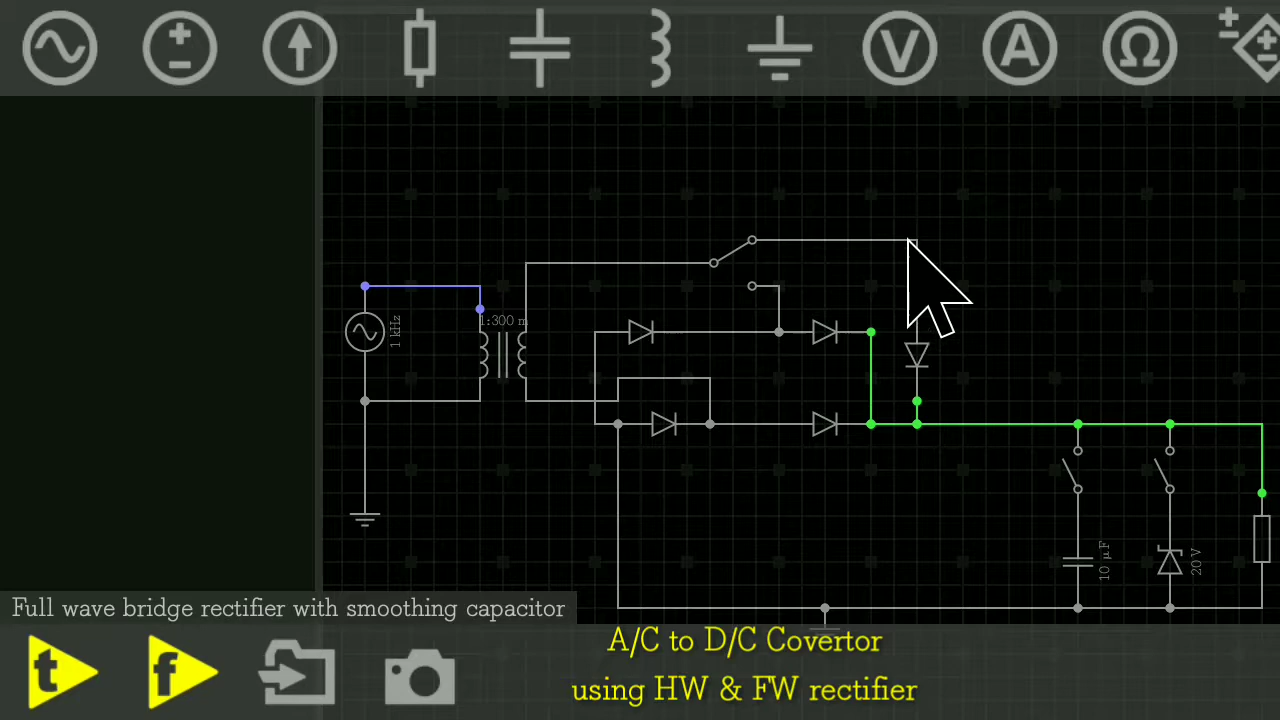 V A Ω
1:300 m
1 kHz
10 µF
20 V
Full wave bridge rectifier with smoothing capacitor
t f
A/C to D/C Covertor
using HW & FW rectifier